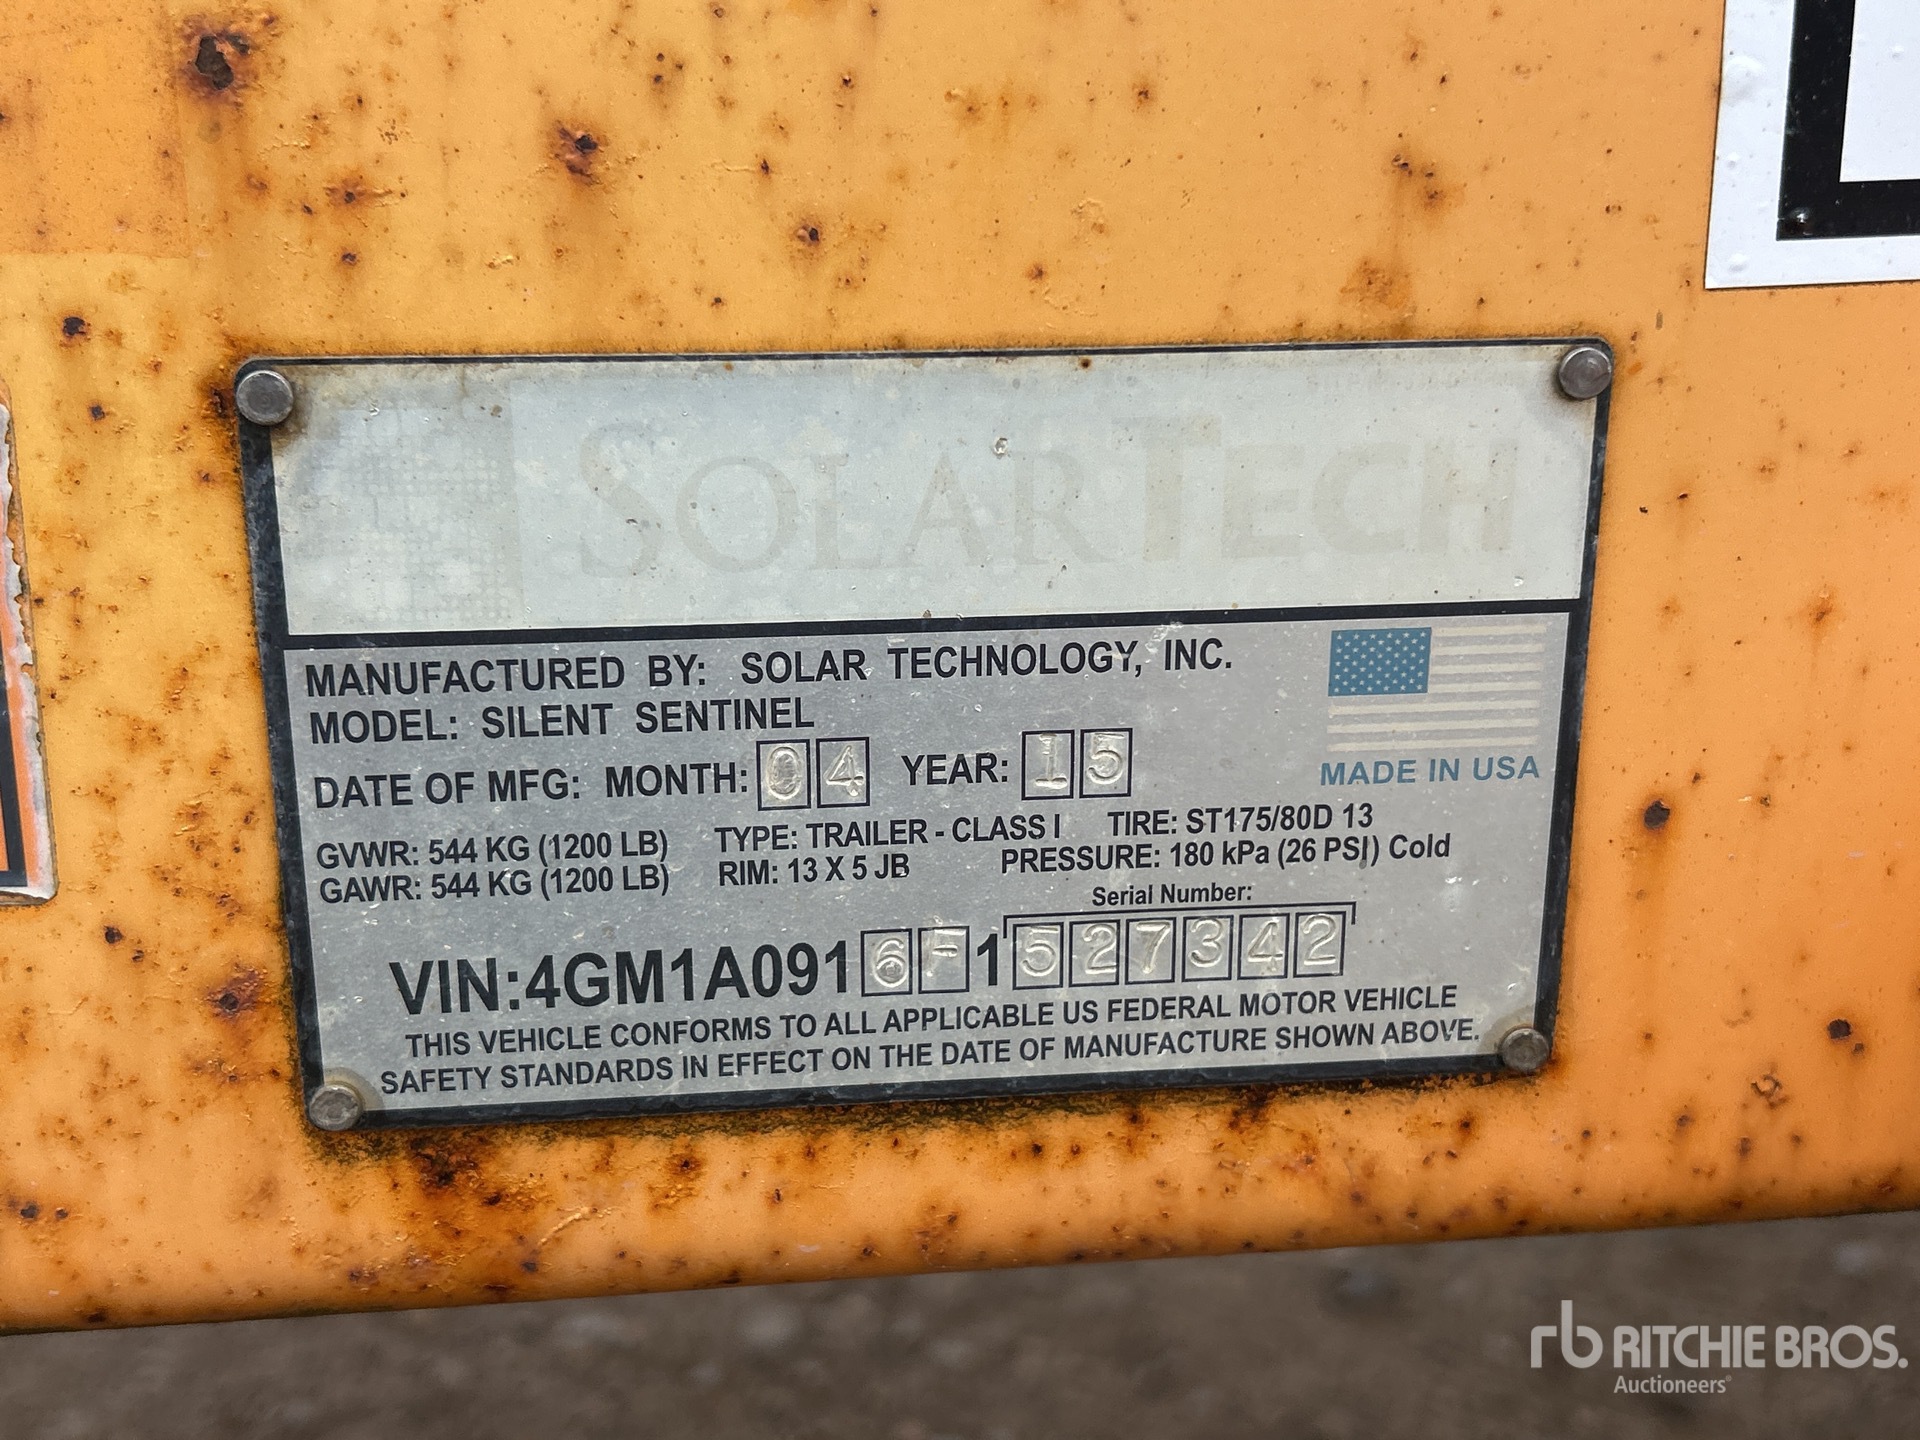 SOLARTECH
MANUFACTURED BY: SOLAR TECHNOLOGY, INC.
MODEL: SILENT SENTINEL
DATE OF MFG: MONTH: 04 YEAR: 15
MADE IN USA
GVWR: 544 KG (1200 LB) TYPE: TRAILER - CLASS I TIRE: ST175/80D 13
GAWR: 544 KG (1200 LB) RIM: 13 X 5 JB PRESSURE: 180 kPa (26 PSI) Cold
Serial Number:
VIN:4GM1A0916F1527342
THIS VEHICLE CONFORMS TO ALL APPLICABLE US FEDERAL MOTOR VEHICLE
SAFETY STANDARDS IN EFFECT ON THE DATE OF MANUFACTURE SHOWN ABOVE.
rb RITCHIE BROS.
Auctioneers